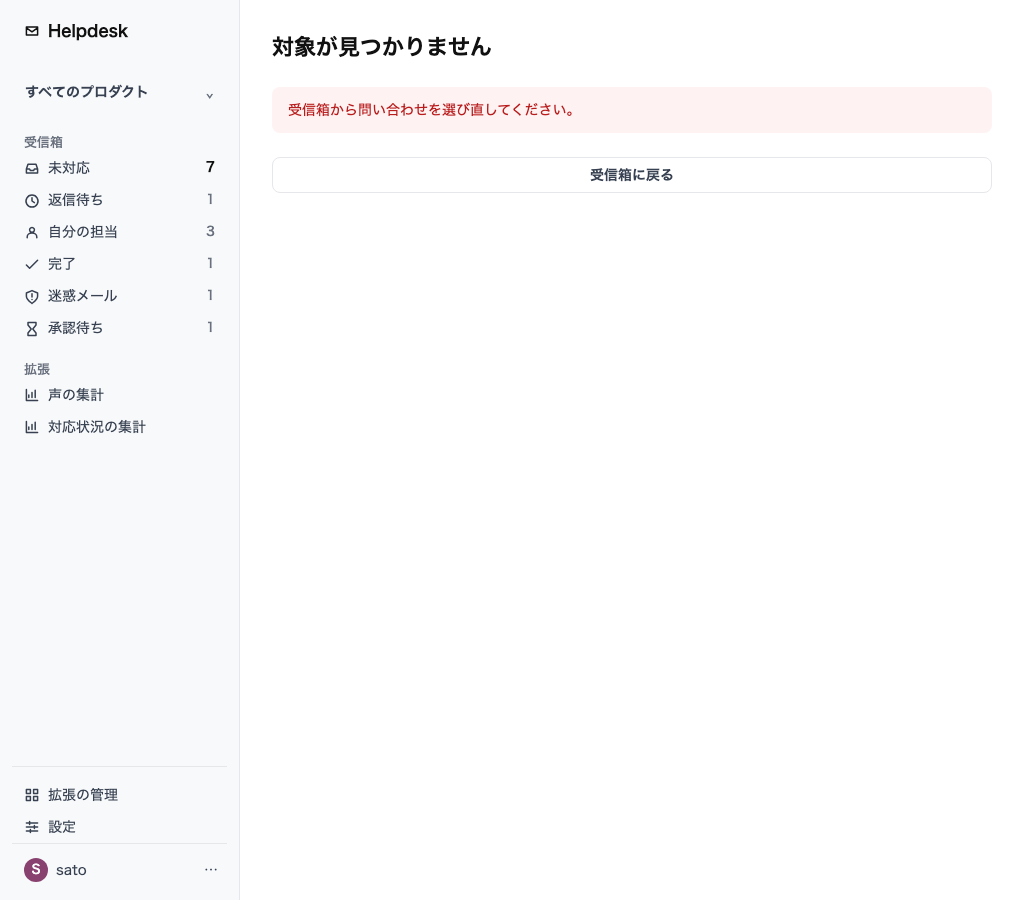 Helpdesk
すべてのプロダクト
受信箱
未対応 7
返信待ち 1
自分の担当 3
完了 1
迷惑メール 1
承認待ち 1
拡張
声の集計
対応状況の集計
拡張の管理
設定
S sato ...
対象が見つかりません
受信箱から問い合わせを選び直してください。
受信箱に戻る